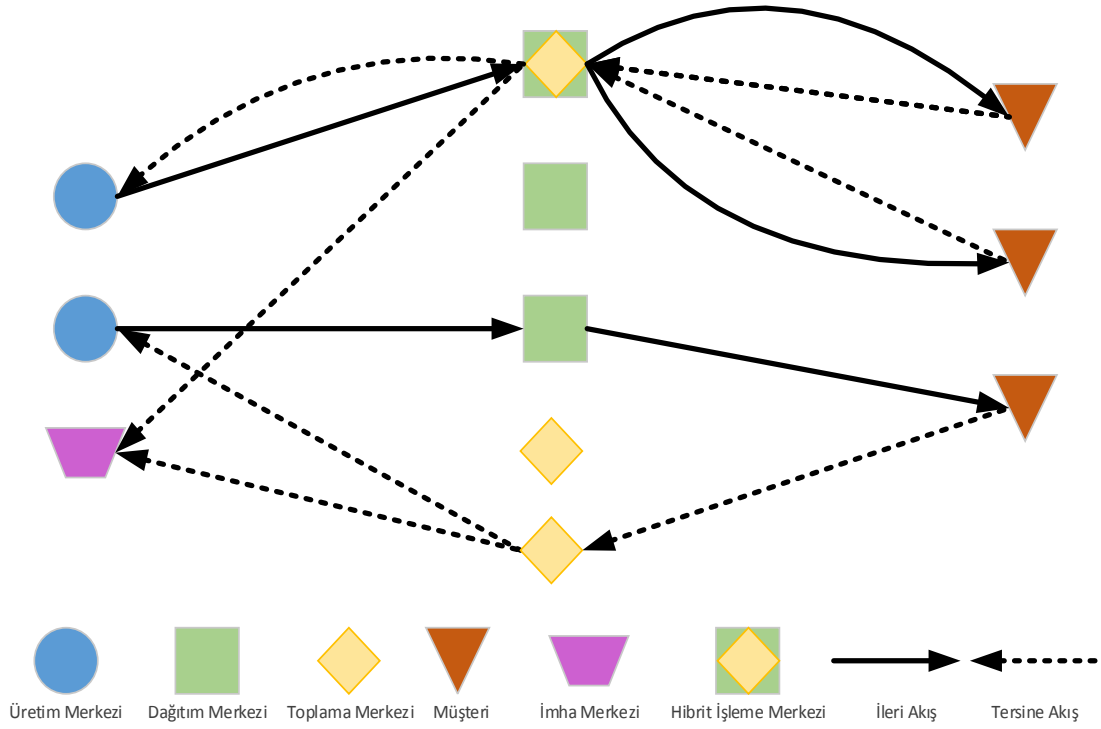 Üretim Merkezi
Dağıtım Merkezi
Toplama Merkezi
Müşteri
İmha Merkezi
Hibrit İşleme Merkezi
İleri Akış
Tersine Akış